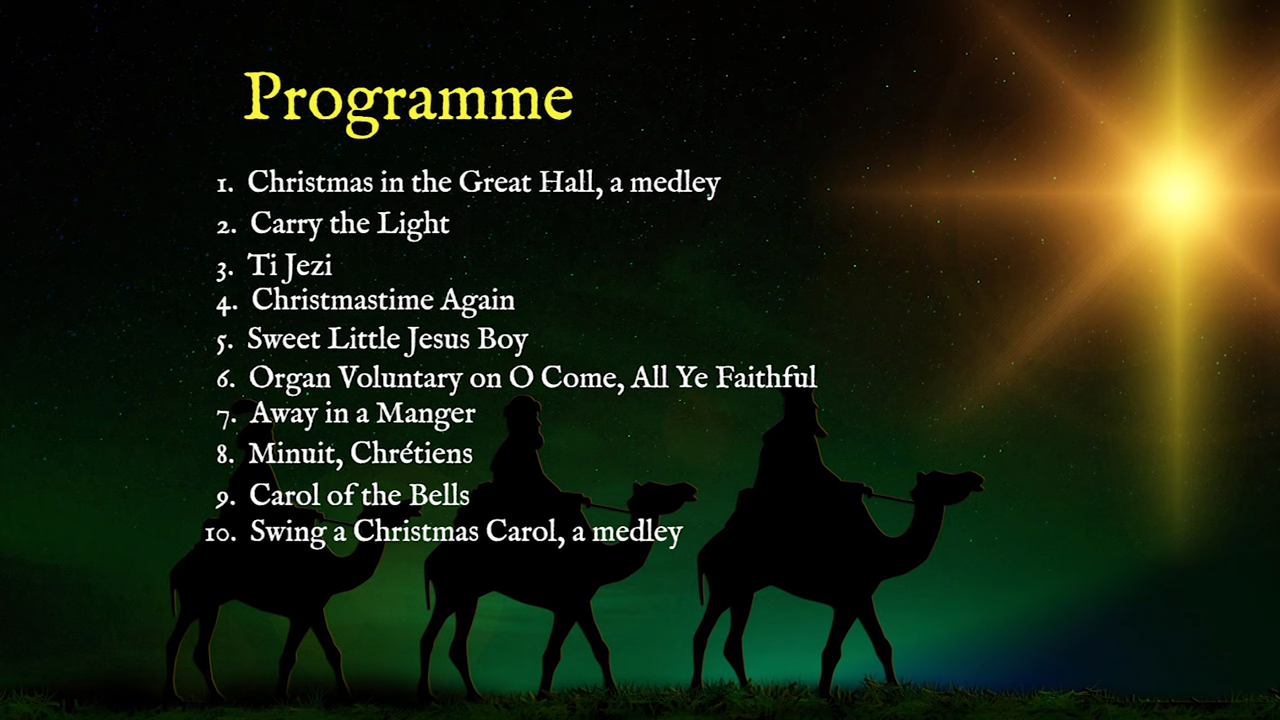 Programme
1. Christmas in the Great Hall, a medley
2. Carry the Light
3. Ti Jezi
4. Christmastime Again
5. Sweet Little Jesus Boy
6. Organ Voluntary on O Come, All Ye Faithful
7. Away in a Manger
8. Minuit, Chrétiens
9. Carol of the Bells
10. Swing a Christmas Carol, a medley